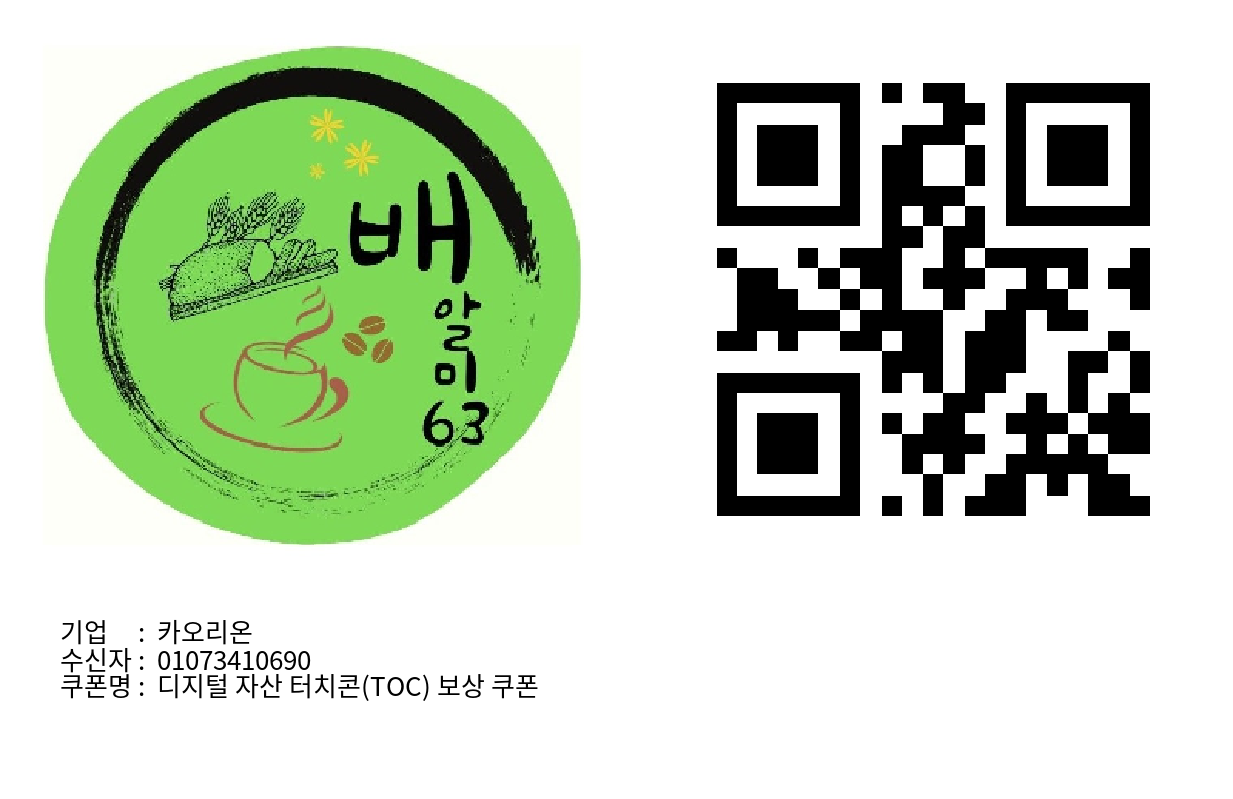 배
알
미
63
기업 : 카오리온
수신자 : 01073410690
쿠폰명 : 디지털 자산 터치콘(TOC) 보상 쿠폰